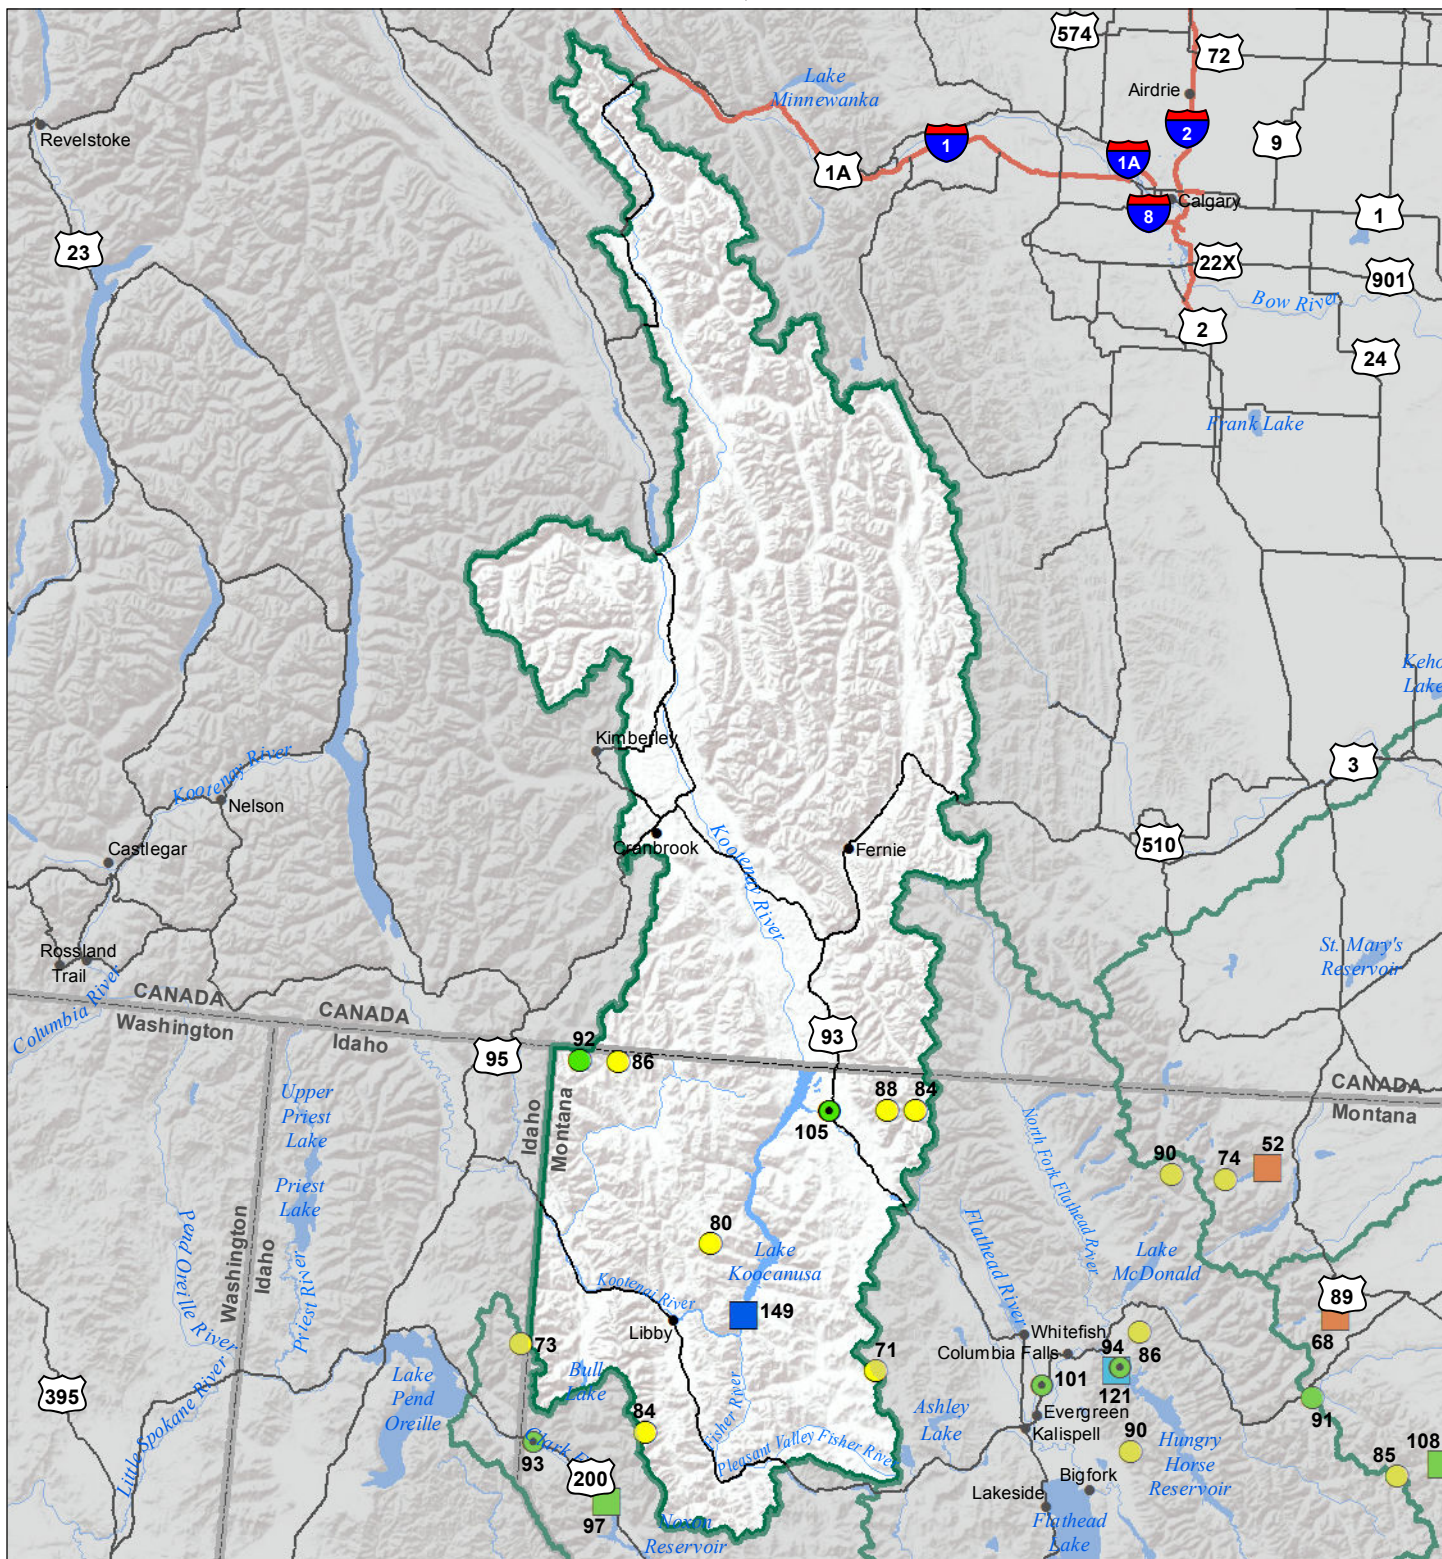 574
72
Lake
Minnewanka
Airdrie
Revelstoke
2
9
1
1A
1A
Calgary
8
1
23
22X
901
Bow River
2
24
Frank Lake
Lake
Kimberley
3
Kootenay River
Nelson
Kootenay River
Castlegar
Cranbrook
Fernie
510
Rossland
Trail
St. Mary's
Reservoir
Columbia River
CANADA
Washington
CANADA
Idaho
95
92
86
93
88
84
CANADA
Montana
Upper
Priest
Lake
Idaho
Montana
105
North Fork Flathead River
90
74
52
Priest
Lake
Pend Oreille River
Washington
Idaho
Priest River
80
Lake
Koocanusa
Flathead River
Lake
McDonald
Kootenai River
149
89
68
Libby
73
Whitefish
Columbia Falls
94
86
71
Bull
Lake
101
121
Lake
Pend
Oreille
395
Little Spokane River
84
Fisher River
Ashley
Lake
Evergreen
Kalispell
91
Clark
93
200
Pleasant Valley Fisher River
90
Hungry
Horse
Reservoir
108
85
Bigfork
Lakeside
97
Noxon
Reservoir
Flathead
Lake